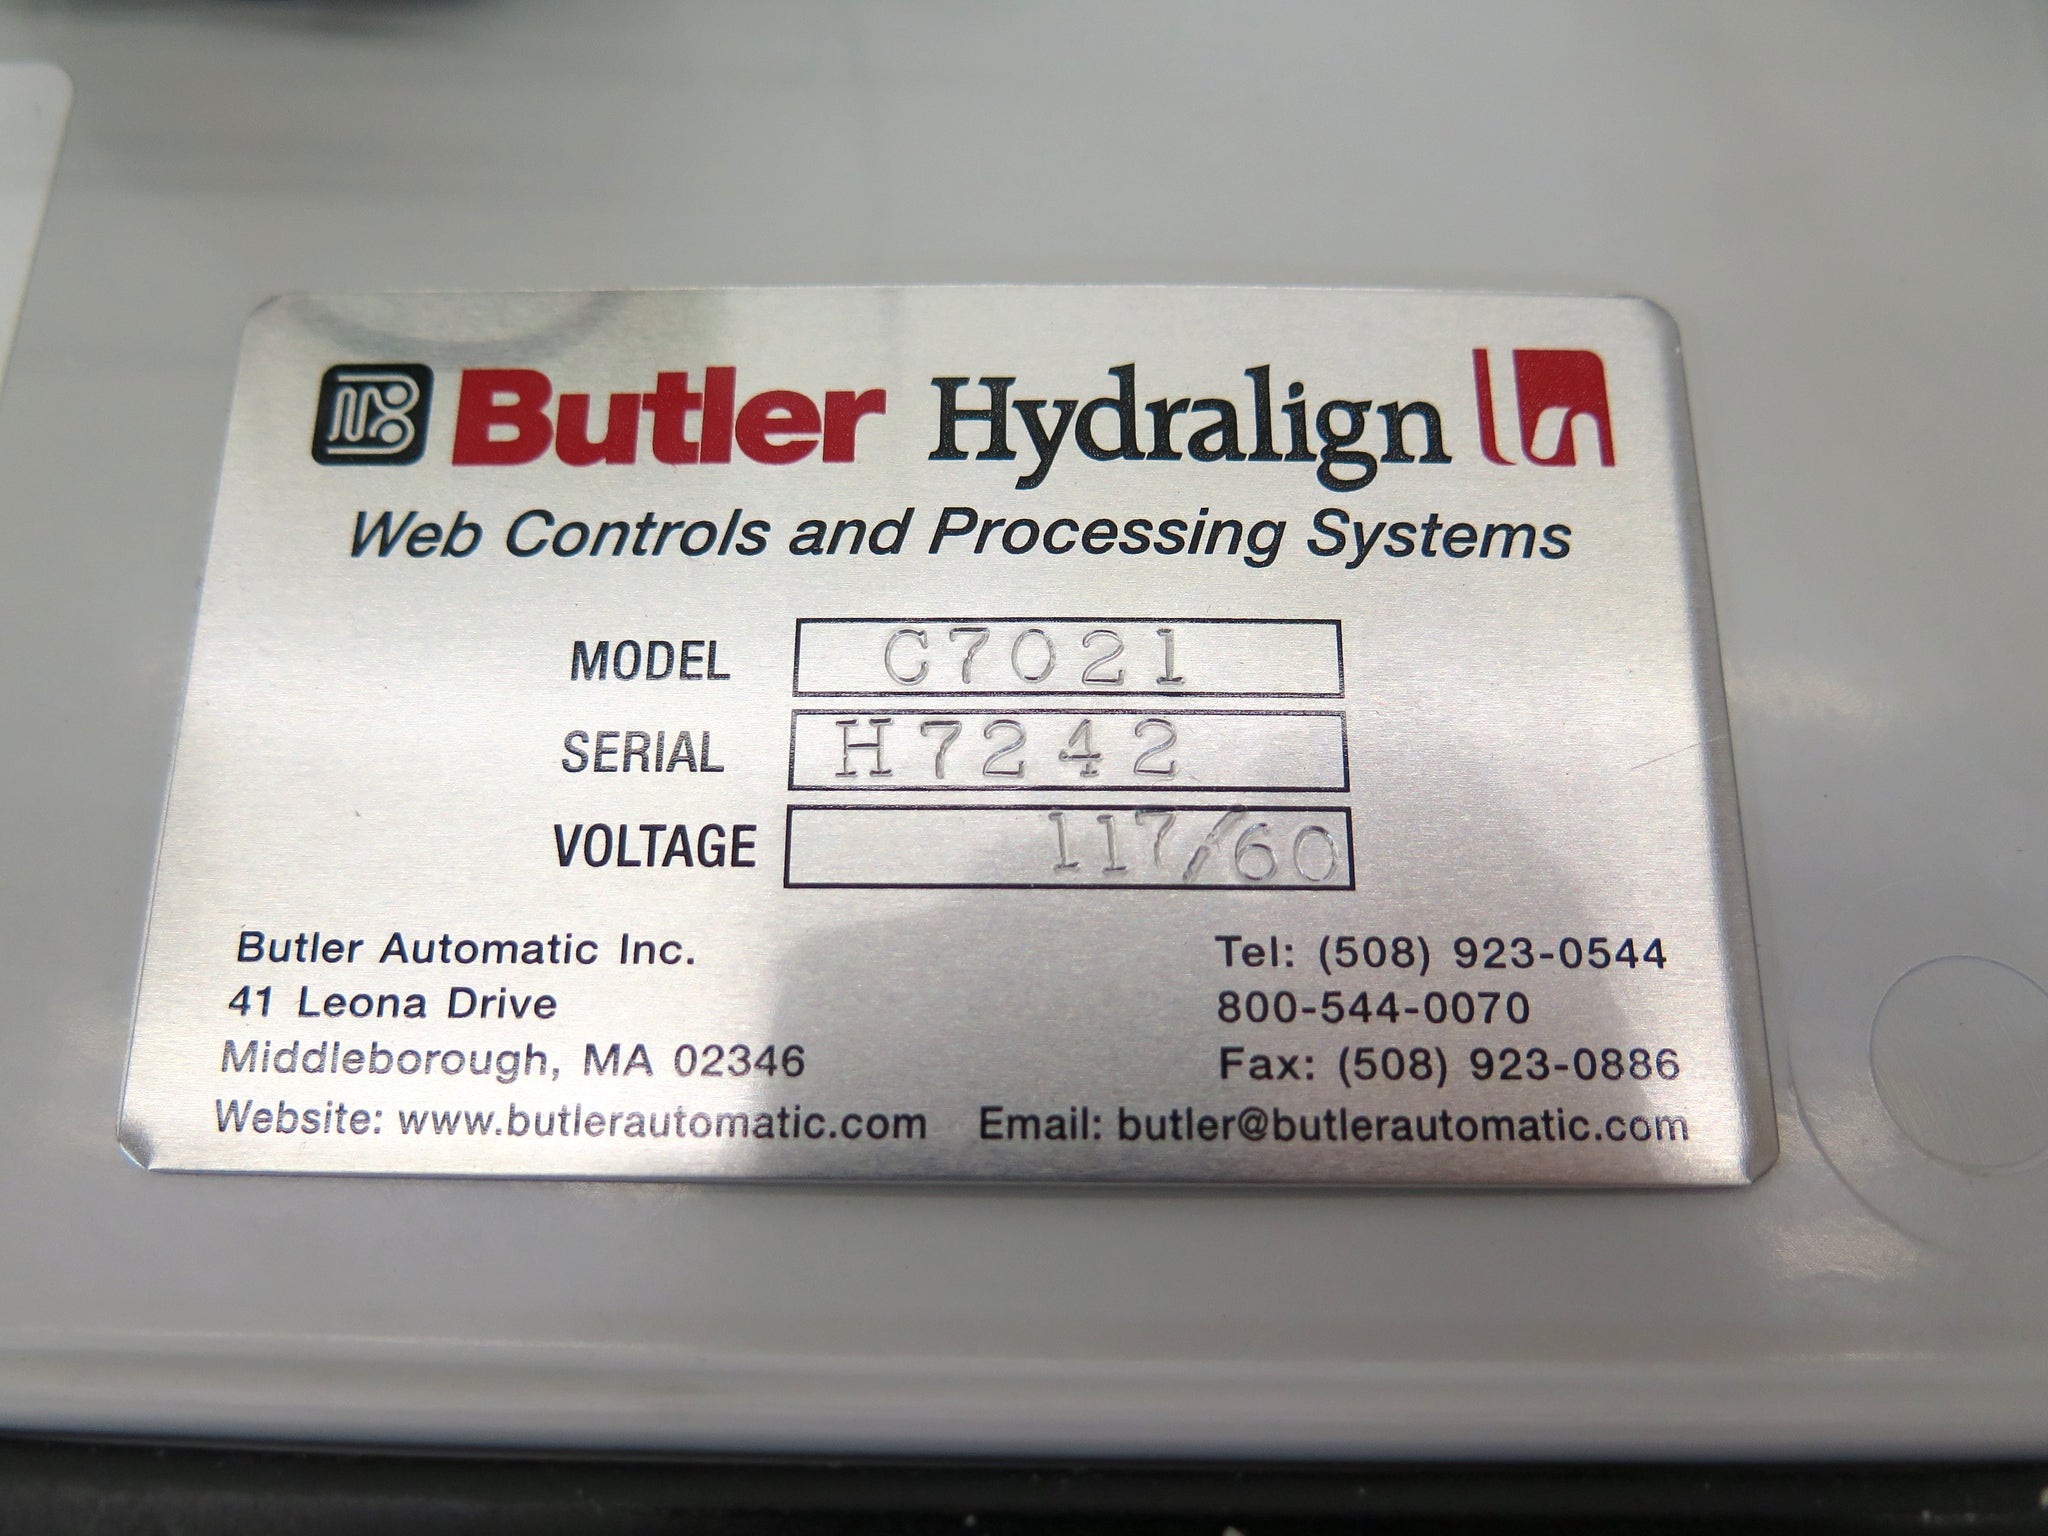 Butler Hydralign
Web Controls and Processing Systems
MODEL C7021
SERIAL H7242
VOLTAGE 117/60
Butler Automatic Inc.
41 Leona Drive
Middleborough, MA 02346
Tel: (508) 923-0544
800-544-0070
Fax: (508) 923-0886
Website: www.butlerautomatic.com Email: butler@butlerautomatic.com